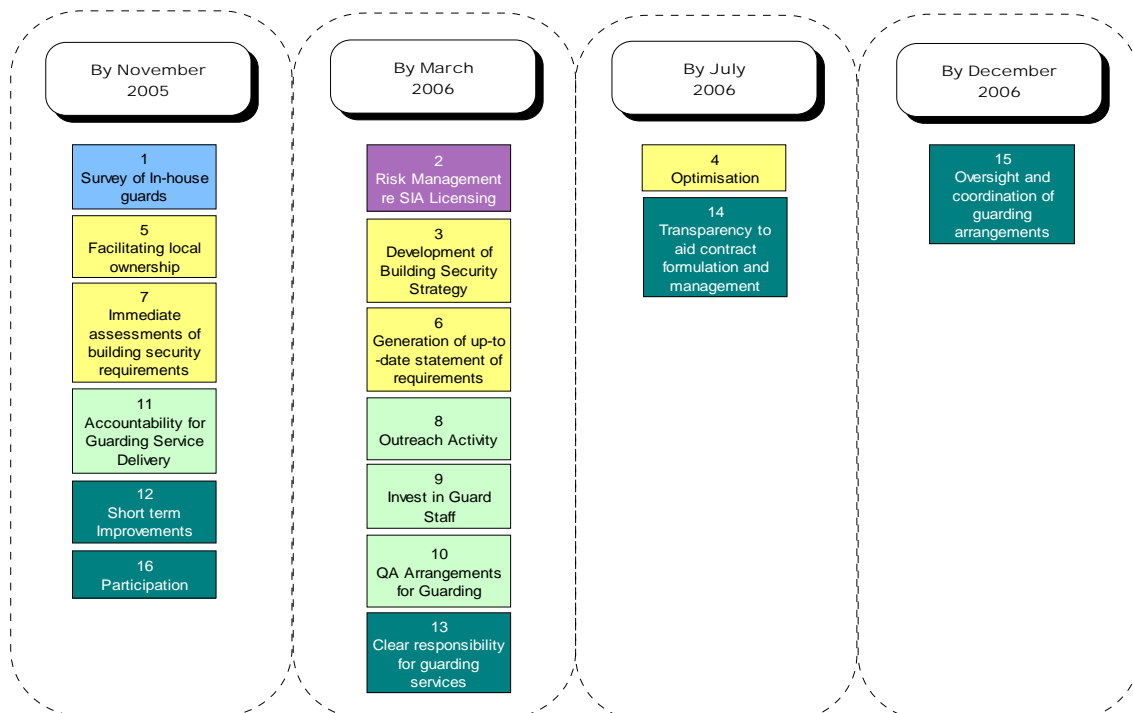 By November
2005
1
Survey of In-house
guards
5
Facilitating local
ownership
7
Immediate
assessments of
building security
requirements
11
Accountability for
Guarding Service
Delivery
12
Short term
Improvements
16
Participation
By March
2006
2
Risk Management
re SIA Licensing
3
Development of
Building Security
Strategy
6
Generation of up-to
-date statement of
requirements
8
Outreach Activity
9
Invest in Guard
Staff
10
QA Arrangements
for Guarding
13
Clear responsibility
for guarding
services
By July
2006
4
Optimisation
14
Transparency to
aid contract
formulation and
management
By December
2006
15
Oversight and
coordination of
guarding
arrangements